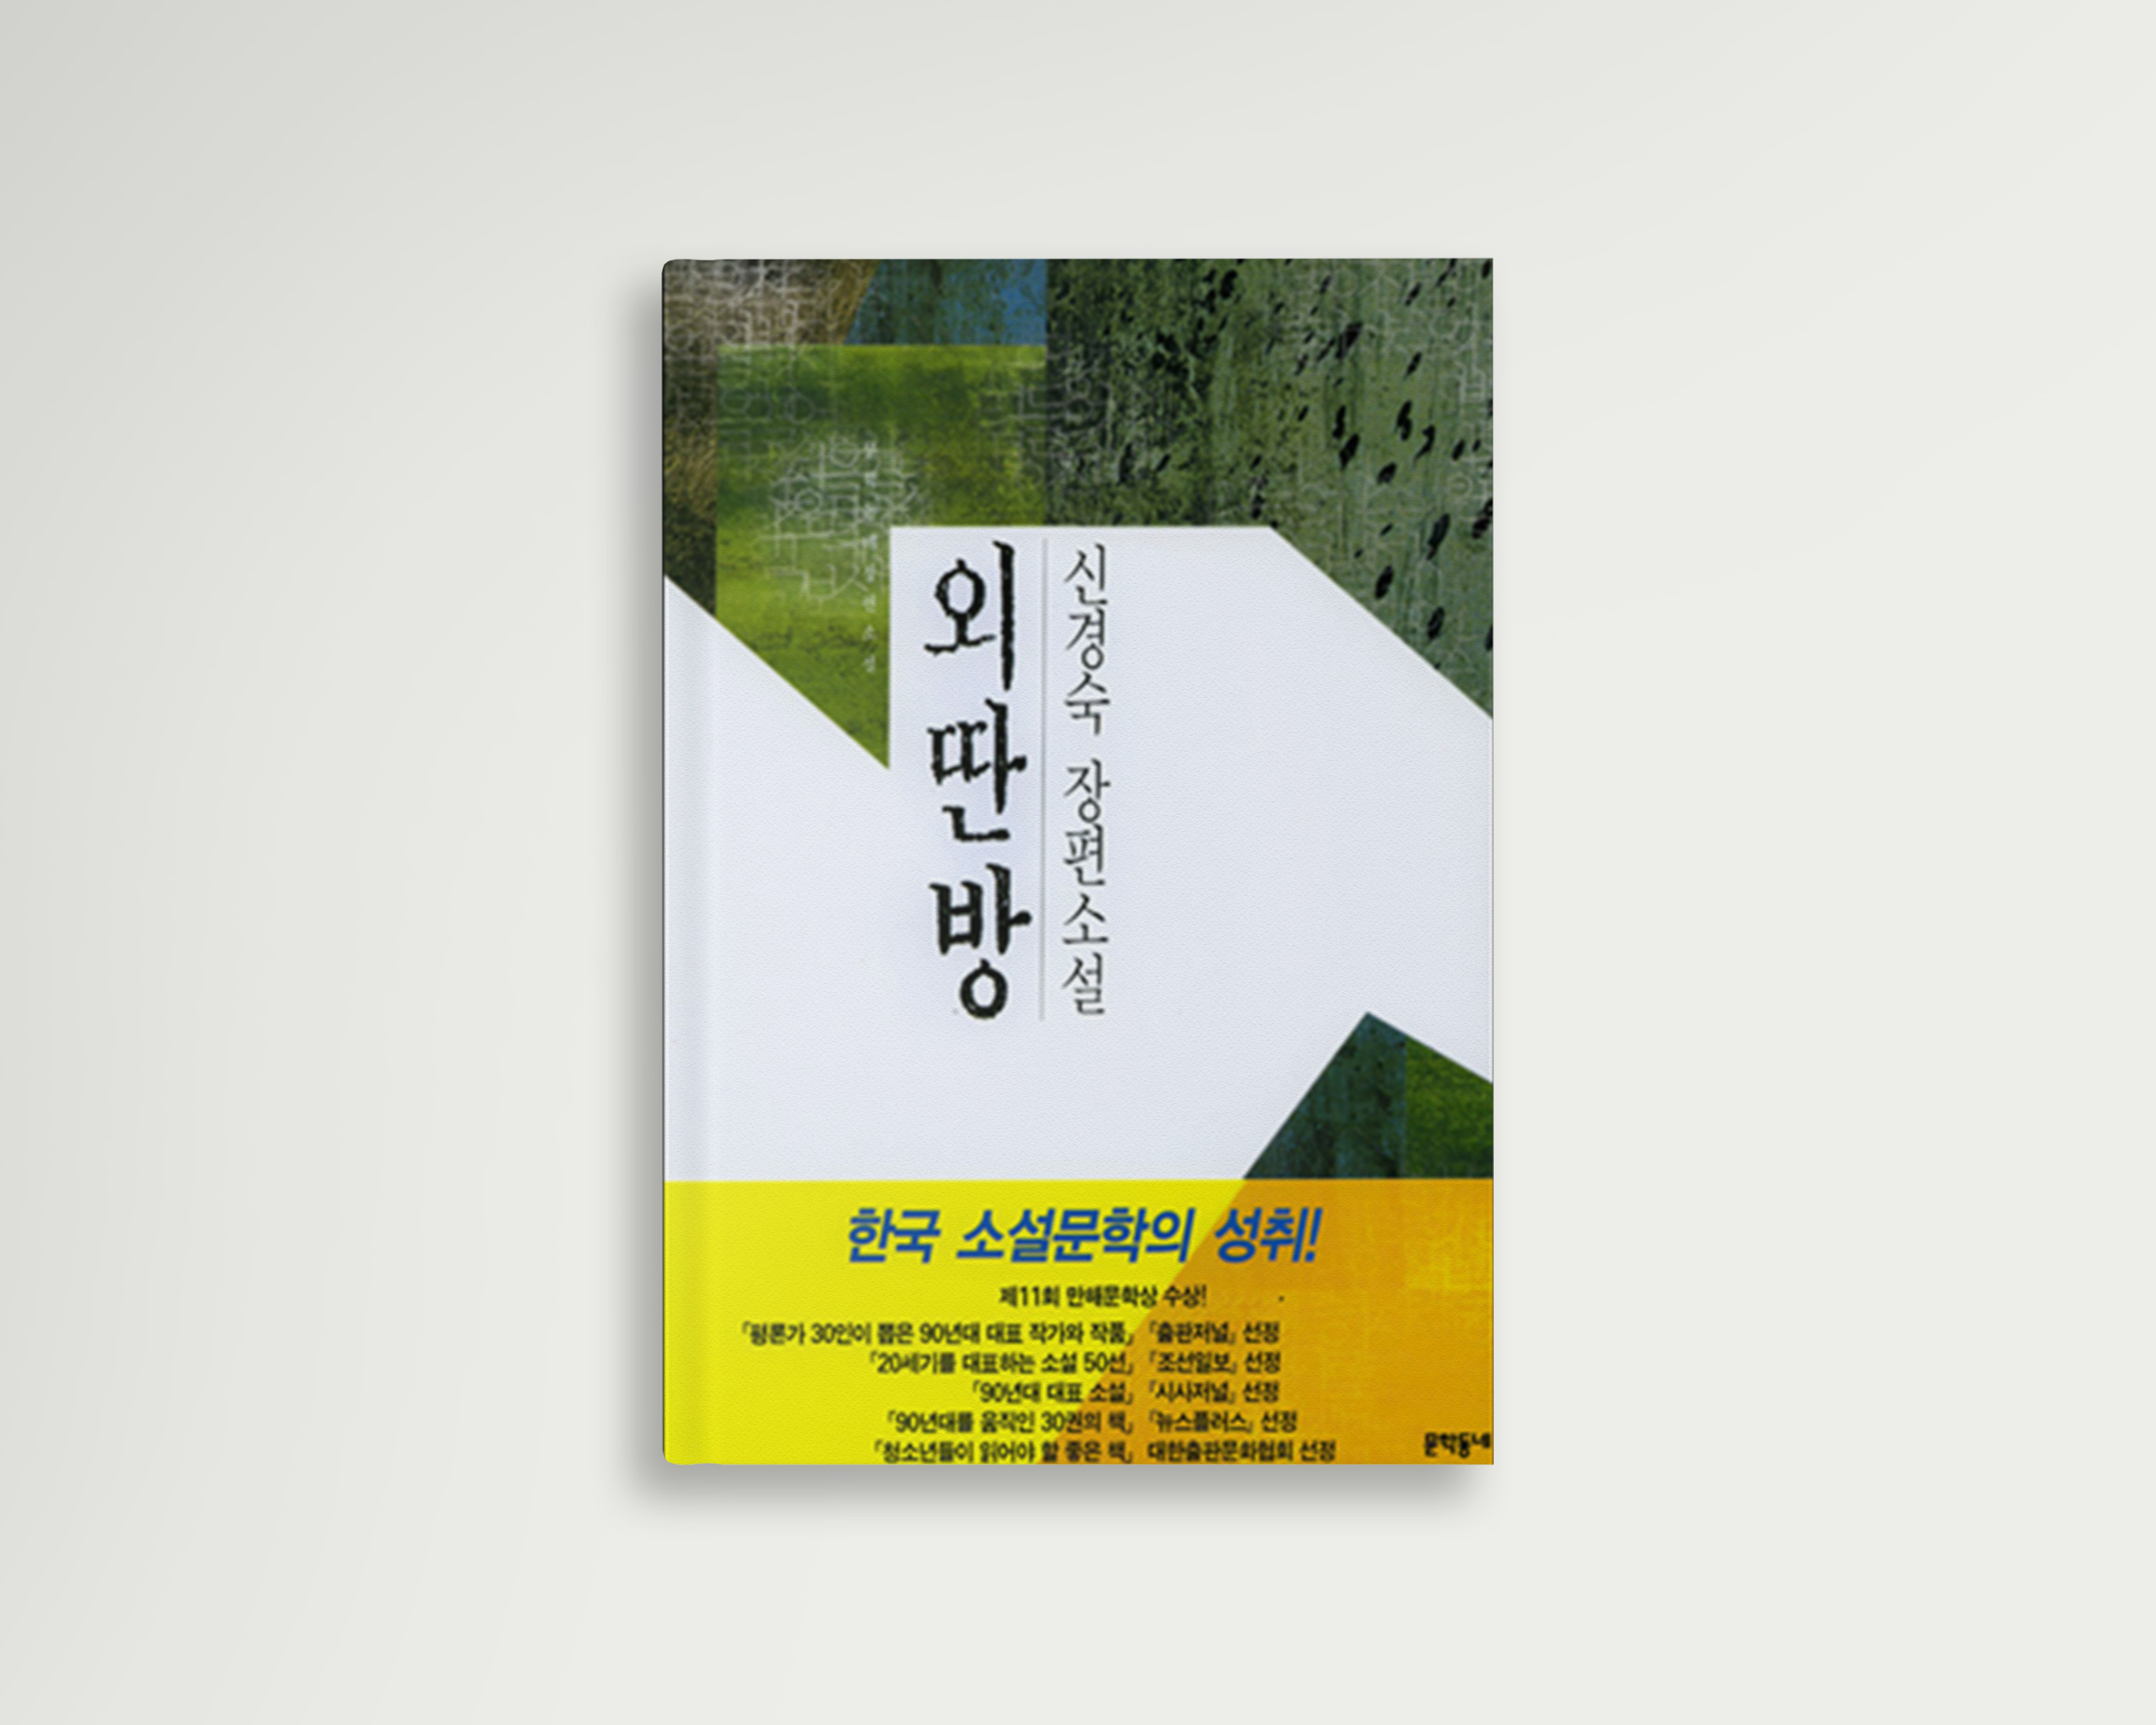 외딴방
신경숙 장편소설
한국 소설문학의 성취!
제11회 만해문학상 수상!
「평론가 30인이 뽑은 90년대 대표 작가와 작품」 『출판저널』 선정
「20세기를 대표하는 소설 50선」 『조선일보』 선정
「90년대 대표 소설」 『시사저널』 선정
「90년대를 움직인 30권의 책」 『뉴스플러스』 선정
「청소년들이 읽어야 할 좋은 책」 대한출판문화협회 선정
문학동네